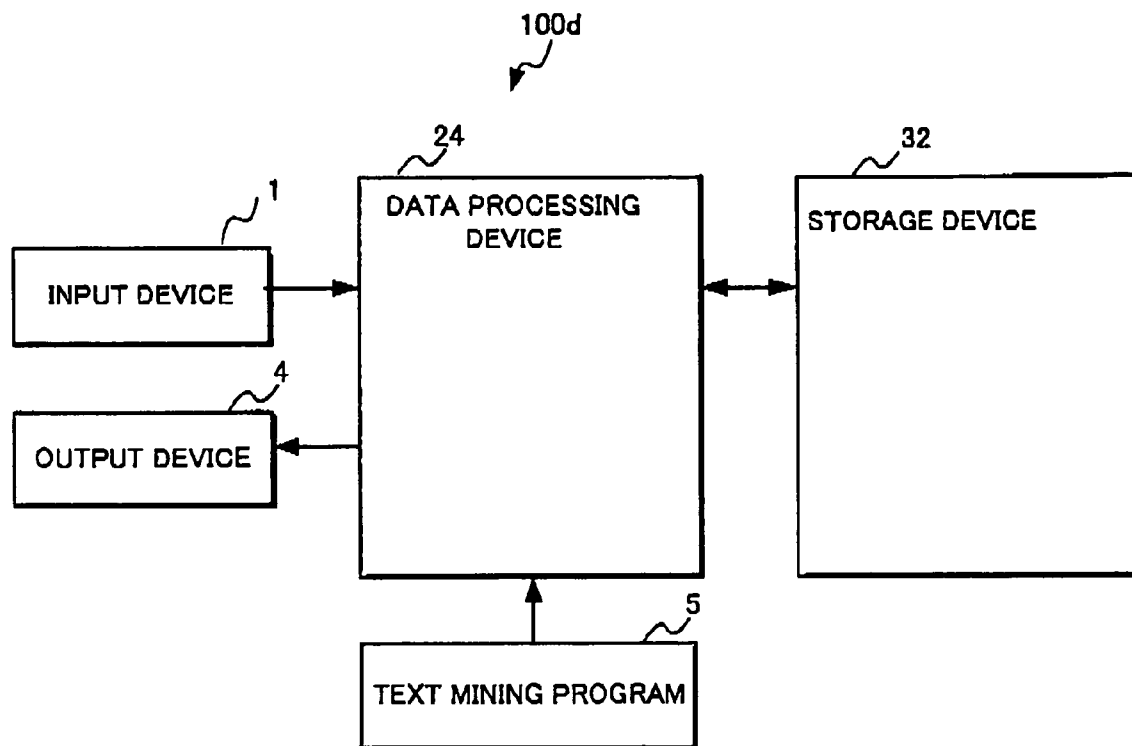 100d
24
32
1
DATA PROCESSING
DEVICE
STORAGE DEVICE
INPUT DEVICE
4
OUTPUT DEVICE
5
TEXT MINING PROGRAM